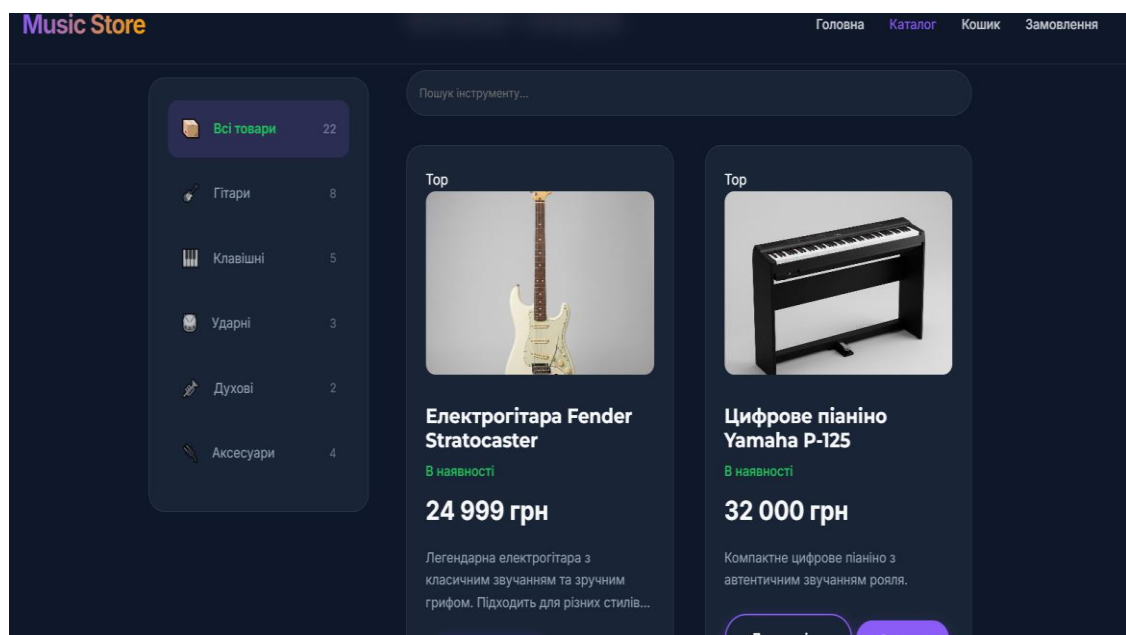 Music Store
Головна Каталог Кошик Замовлення
Пошук інструменту...
Всі товари 22
Гітари 8
Клавішні 5
Ударні 3
Духові 2
Аксесуари 4
Top
Електрогітара Fender
Stratocaster
В наявності
24 999 грн
Легендарна електрогітара з
класичним звучанням та зручним
грифом. Підходить для різних стилів...
Top
Цифрове піаніно
Yamaha P-125
В наявності
32 000 грн
Компактне цифрове піаніно з
автентичним звучанням рояля.